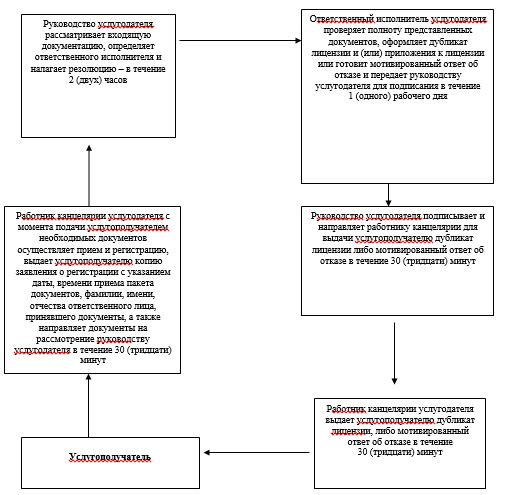 Руководство услугодателя
рассматривает входящую
документацию, определяет
ответственного исполнителя и
налагает резолюцию – в течение
2 (двух) часов
Ответственный исполнитель услугодателя
проверяет полноту представленных
документов, оформляет дубликат
лицензии и (или) приложения к лицензии
или готовит мотивированный ответ об
отказе и передает руководству
услугодателя для подписания в течение
1 (одного) рабочего дня
Работник канцелярии услугодателя с
момента подачи услугополучателем
необходимых документов
осуществляет прием и регистрацию,
выдает услугополучателю копию
заявления о регистрации с указанием
даты, времени приема пакета
документов, фамилии, имени,
отчества ответственного лица,
принявшего документы, а также
направляет документы на
рассмотрение руководству
услугодателя в течение 30 (тридцати)
минут
Руководство услугодателя подписывает и
направляет работнику канцелярии для
выдачи услугополучателю дубликат
лицензии либо мотивированный ответ об
отказе в течение 30 (тридцати) минут
Работник канцелярии услугодателя
выдает услугополучателю дубликат
лицензии, либо мотивированный
ответ об отказе в течение
30 (тридцати) минут
Услугополучатель